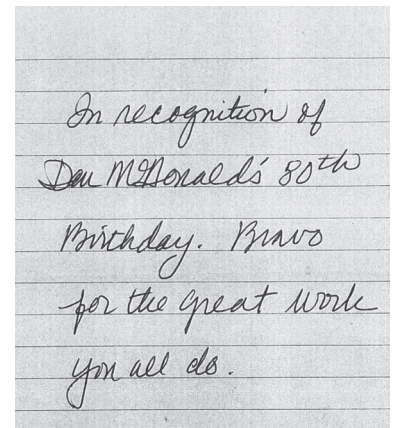 In recognition of
Dan McDonald's 80th
Birthday. Bravo
for the great work
you all do.